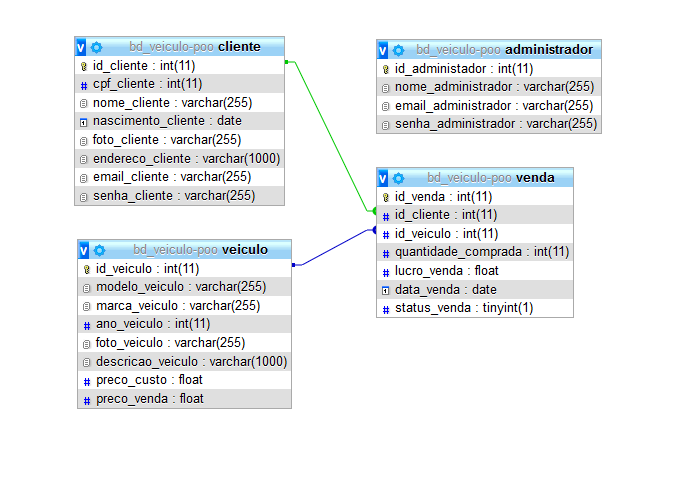 bd_veiculo-poo cliente
id_cliente : int(11)
cpf_cliente : int(11)
nome_cliente : varchar(255)
nascimento_cliente : date
foto_cliente : varchar(255)
endereco_cliente : varchar(1000)
email_cliente : varchar(255)
senha_cliente : varchar(255)
bd_veiculo-poo administrador
id_administador : int(11)
nome_administrador : varchar(255)
email_administrador : varchar(255)
senha_administrador : varchar(255)
bd_veiculo-poo venda
id_venda : int(11)
id_cliente : int(11)
id_veiculo : int(11)
quantidade_comprada : int(11)
lucro_venda : float
data_venda : date
status_venda : tinyint(1)
bd_veiculo-poo veiculo
id_veiculo : int(11)
modelo_veiculo : varchar(255)
marca_veiculo : varchar(255)
ano_veiculo : int(11)
foto_veiculo : varchar(255)
descricao_veiculo : varchar(1000)
preco_custo : float
preco_venda : float